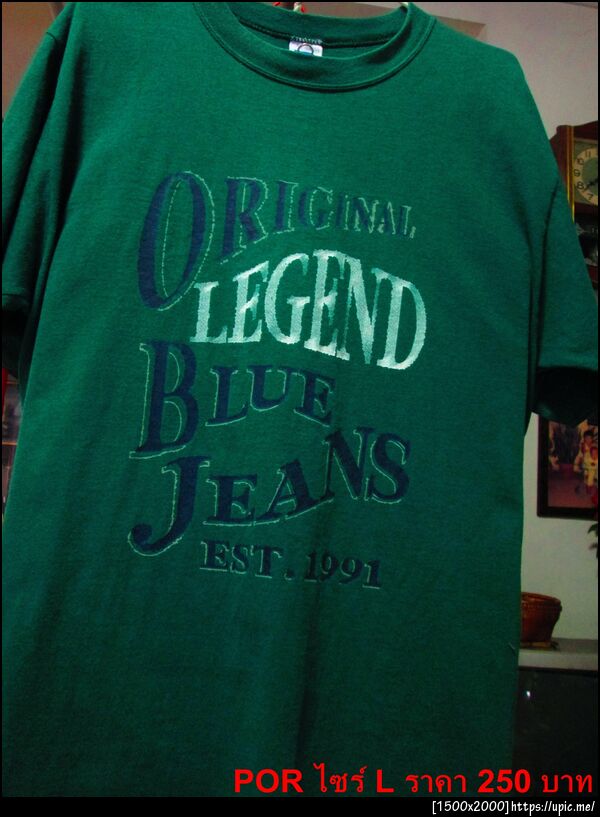 ORIGINAL
LEGEND
BLUE
JEANS
EST. 1991
POR ไซร์ L ราคา 250 บาท
[1500x2000]https://upic.me/